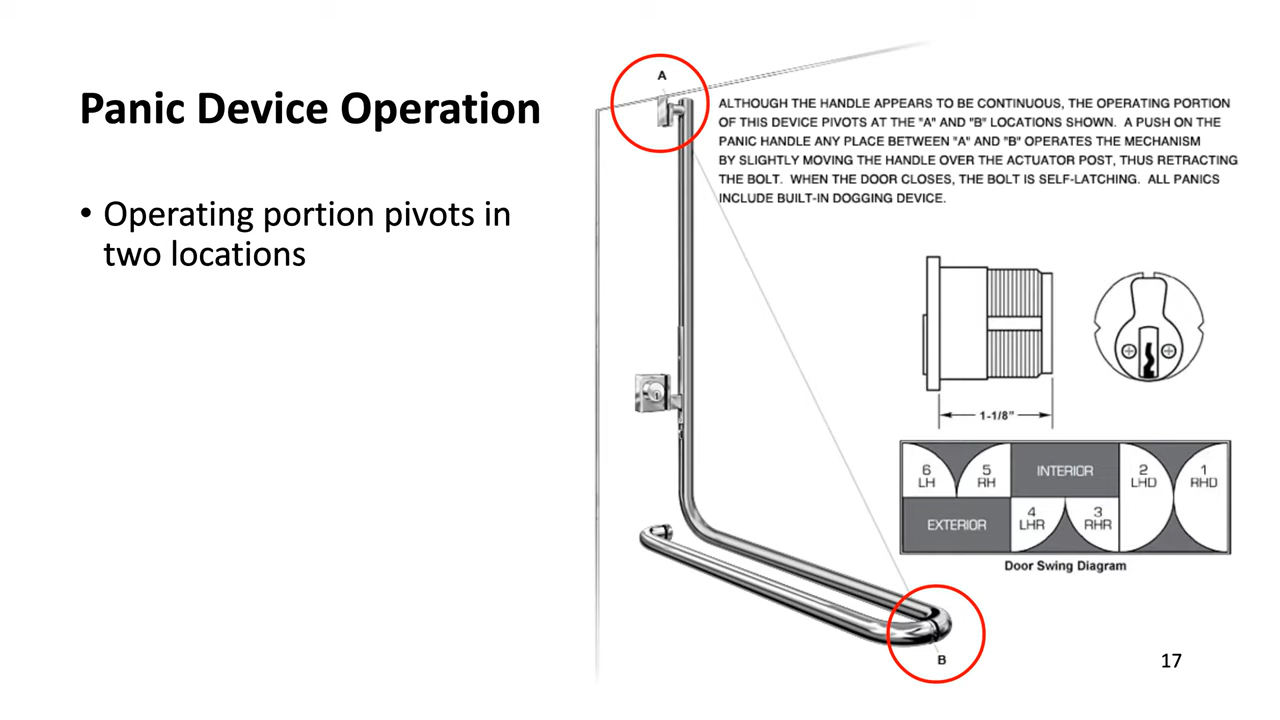 Panic Device Operation
• Operating portion pivots in
two locations
A
ALTHOUGH THE HANDLE APPEARS TO BE CONTINUOUS, THE OPERATING PORTION
OF THIS DEVICE PIVOTS AT THE "A" AND "B" LOCATIONS SHOWN. A PUSH ON THE
PANIC HANDLE ANY PLACE BETWEEN "A" AND "B" OPERATES THE MECHANISM
BY SLIGHTLY MOVING THE HANDLE OVER THE ACTUATOR POST, THUS RETRACTING
THE BOLT. WHEN THE DOOR CLOSES, THE BOLT IS SELF-LATCHING. ALL PANICS
INCLUDE BUILT-IN DOGGING DEVICE.
1-1/8"
6
LH
5
RH
INTERIOR
2
LHD
1
RHD
EXTERIOR
4
LHR
3
RHR
Door Swing Diagram
B
17